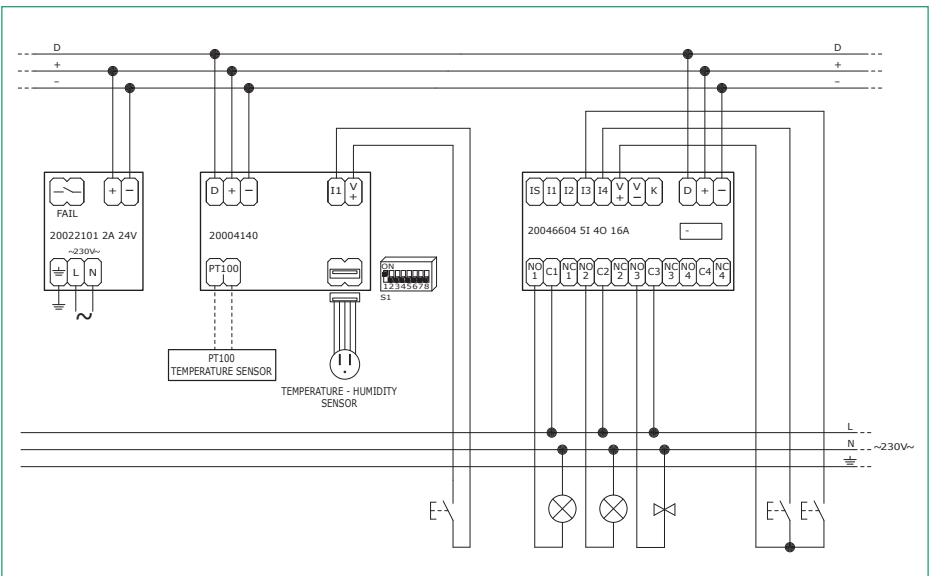 D D
+ +
– –
FAIL + –
20022101 2A 24V
~230V~
L N
D + – I1 V+
20004140
PT100
ON
12345678
S1
PT100
TEMPERATURE SENSOR
TEMPERATURE - HUMIDITY
SENSOR
IS I1 I2 I3 I4 V+ V– K D + –
20046604 5I 4O 16A
-
NO1 C1 NC1 NO2 C2 NC2 NO3 C3 NC3 NO4 C4 NC4
L
N ~230V~